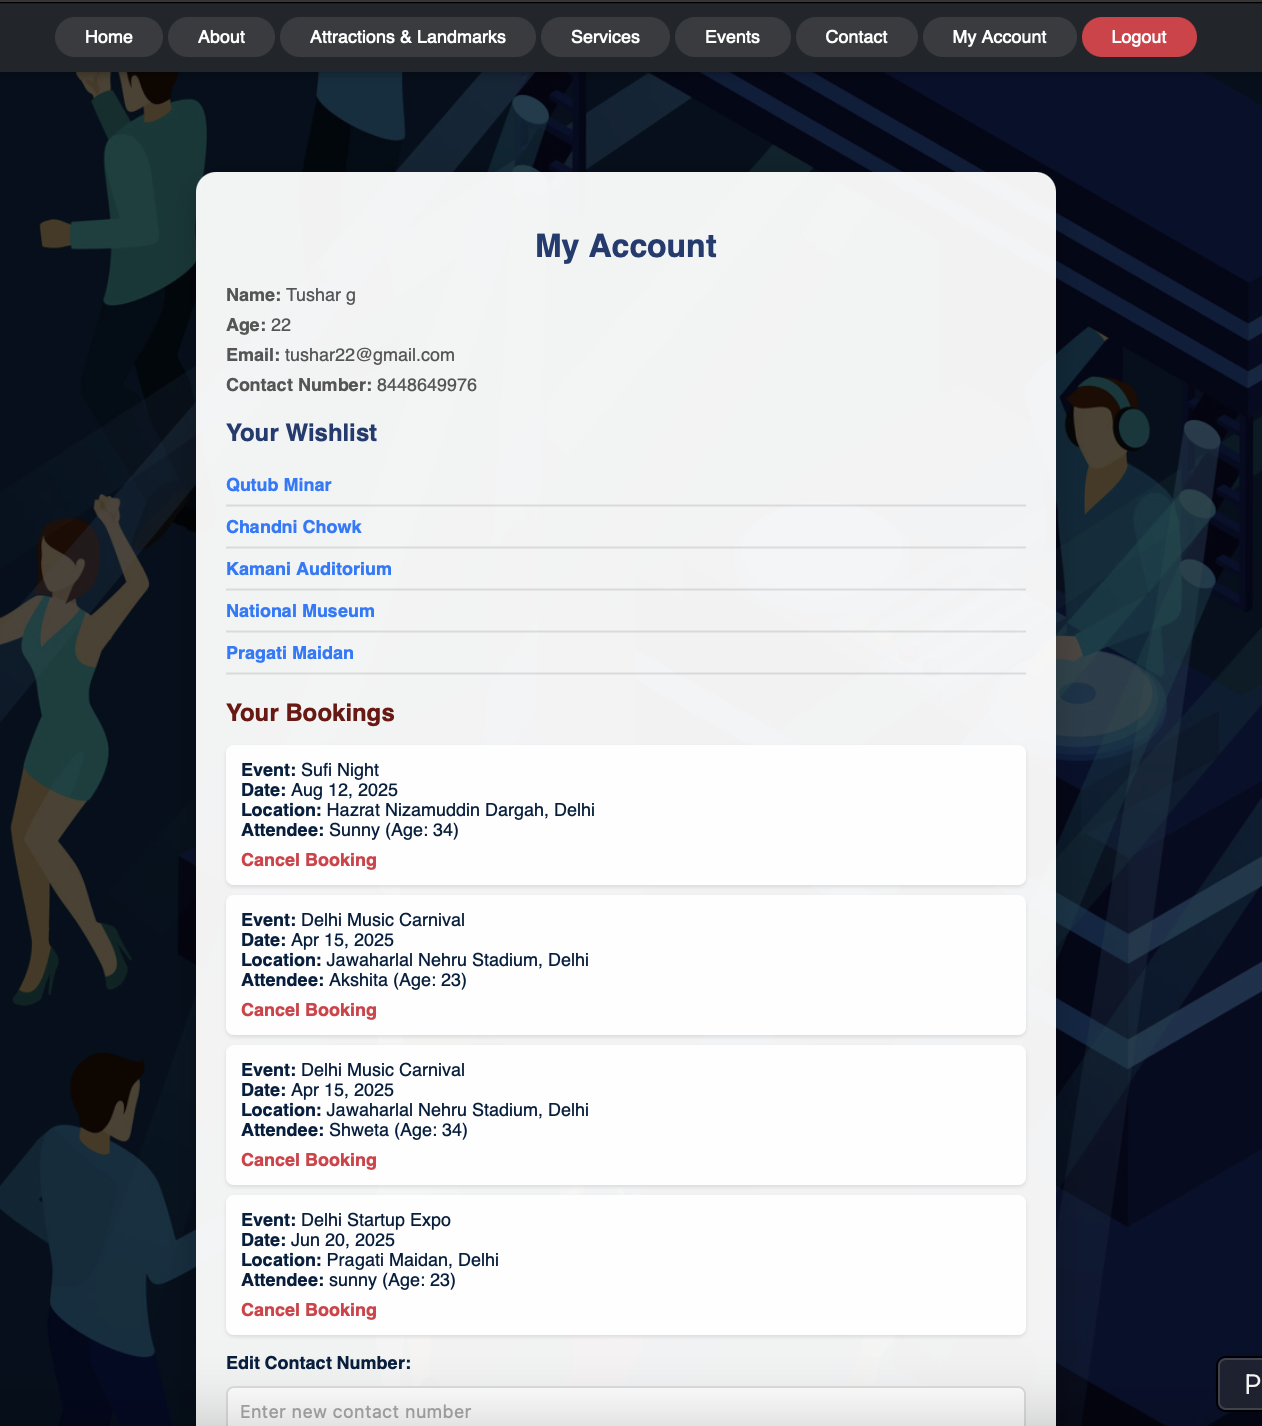 Home About Attractions & Landmarks Services Events Contact My Account Logout
My Account
Name: Tushar g
Age: 22
Email: tushar22@gmail.com
Contact Number: 8448649976
Your Wishlist
Qutub Minar
Chandni Chowk
Kamani Auditorium
National Museum
Pragati Maidan
Your Bookings
Event: Sufi Night
Date: Aug 12, 2025
Location: Hazrat Nizamuddin Dargah, Delhi
Attendee: Sunny (Age: 34)
Cancel Booking
Event: Delhi Music Carnival
Date: Apr 15, 2025
Location: Jawaharlal Nehru Stadium, Delhi
Attendee: Akshita (Age: 23)
Cancel Booking
Event: Delhi Music Carnival
Date: Apr 15, 2025
Location: Jawaharlal Nehru Stadium, Delhi
Attendee: Shweta (Age: 34)
Cancel Booking
Event: Delhi Startup Expo
Date: Jun 20, 2025
Location: Pragati Maidan, Delhi
Attendee: sunny (Age: 23)
Cancel Booking
Edit Contact Number:
Enter new contact number